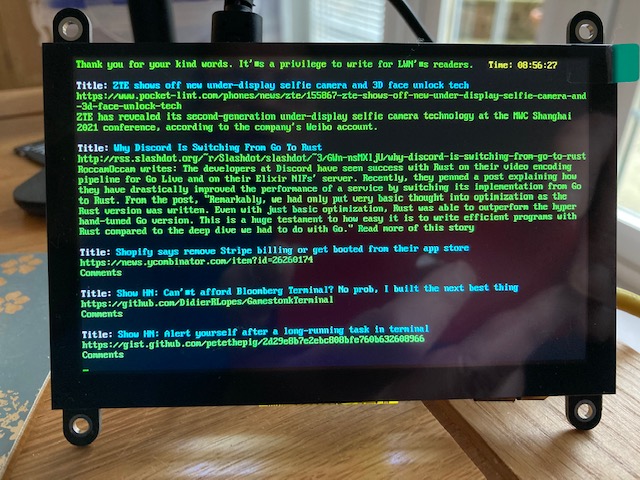 Thank you for your kind words. It'™s a privilege to write for LWN'™s readers. Time: 08:56:27
Title: ZTE shows off new under-display selfie camera and 3D face unlock tech
https://www.pocket-lint.com/phones/news/zte/155867-zte-shows-off-new-under-display-selfie-camera-and
-3d-face-unlock-tech
ZTE has revealed its second-generation under-display selfie camera technology at the MWC Shanghai
2021 conference, according to the company's Weibo account.
Title: Why Discord Is Switching From Go To Rust
http://rss.slashdot.org/~r/Slashdot/slashdot/~3/GWn-nsMX1jU/why-discord-is-switching-from-go-to-rust
RoccamOccam writes: The developers at Discord have seen success with Rust on their video encoding
pipeline for Go Live and on their Elixir NIFs' server. Recently, they penned a post explaining how
they have drastically improved the performance of a service by switching its implementation from Go
to Rust. From the post, "Remarkably, we had only put very basic thought into optimization as the
Rust version was written. Even with just basic optimization, Rust was able to outperform the hyper
hand-tuned Go version. This is a huge testament to how easy it is to write efficient programs with
Rust compared to the deep dive we had to do with Go." Read more of this story
Title: Shopify says remove Stripe billing or get booted from their app store
https://news.ycombinator.com/item?id=26260174
Comments
Title: Show HN: Can'™t afford Bloomberg Terminal? No prob, I built the next best thing
https://github.com/DidierRLopes/GamestonkTerminal
Comments
Title: Show HN: Alert yourself after a long-running task in terminal
https://gist.github.com/petethepig/2d29e8b7e2ebc808bfe760b632608966
Comments